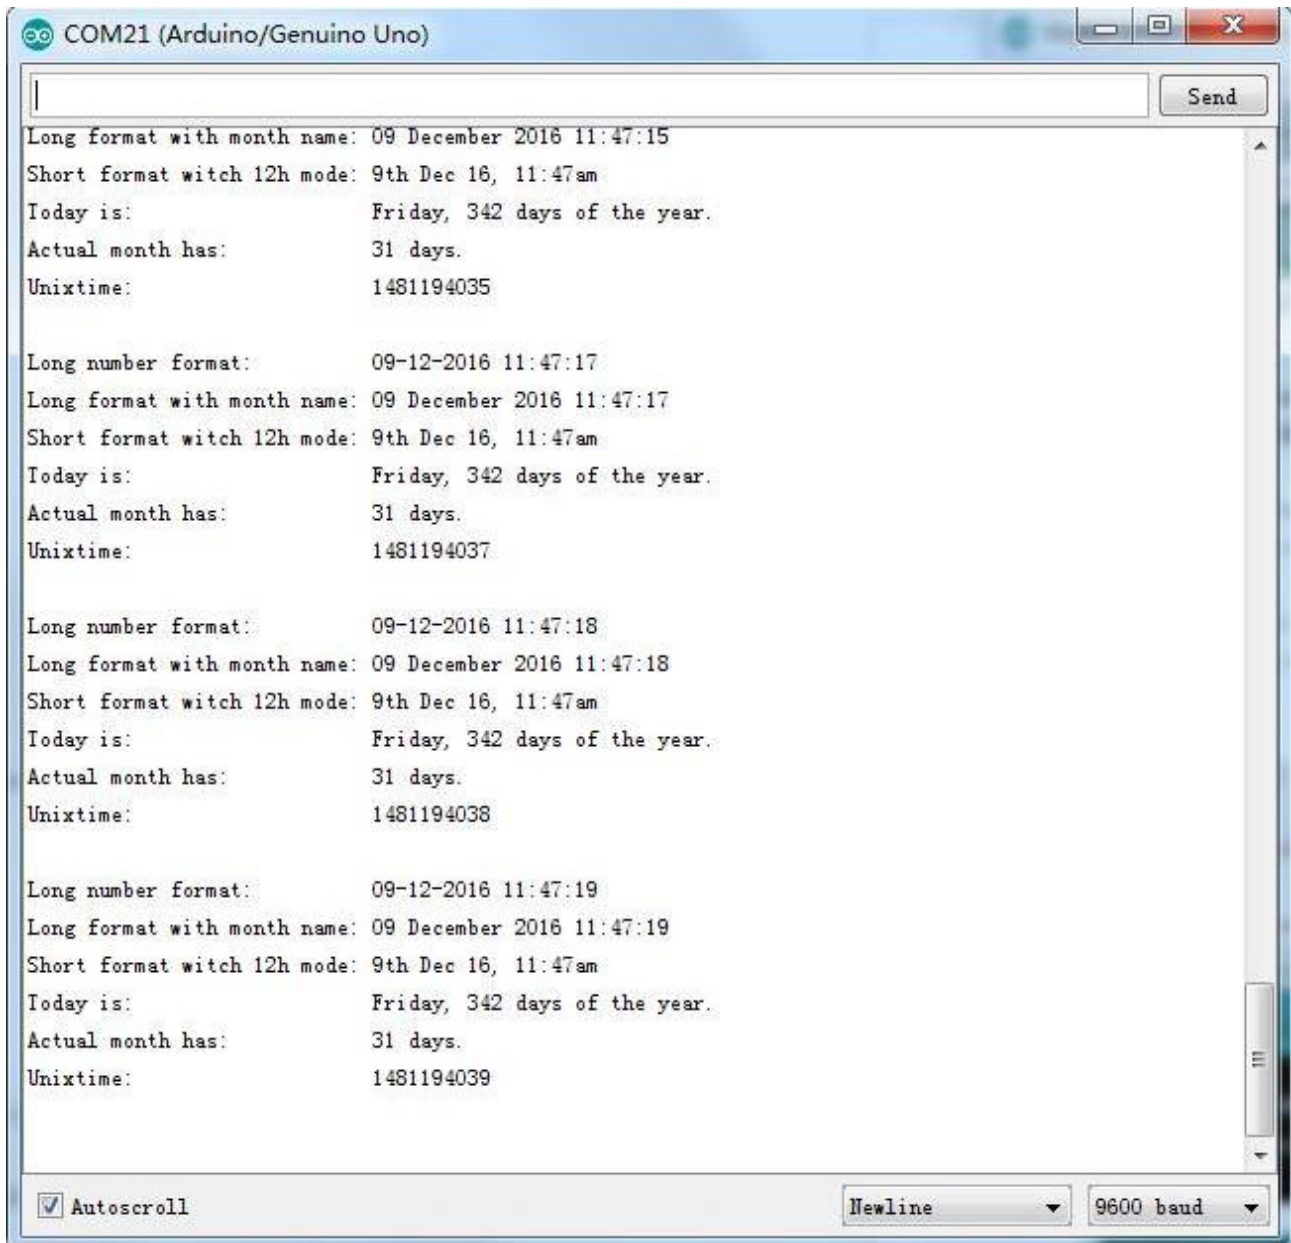 COM21 (Arduino/Genuino Uno)
Send
Long format with month name: 09 December 2016 11:47:15
Short format witch 12h mode: 9th Dec 16, 11:47am
Today is: Friday, 342 days of the year.
Actual month has: 31 days.
Unixtime: 1481194035
Long number format: 09-12-2016 11:47:17
Long format with month name: 09 December 2016 11:47:17
Short format witch 12h mode: 9th Dec 16, 11:47am
Today is: Friday, 342 days of the year.
Actual month has: 31 days.
Unixtime: 1481194037
Long number format: 09-12-2016 11:47:18
Long format with month name: 09 December 2016 11:47:18
Short format witch 12h mode: 9th Dec 16, 11:47am
Today is: Friday, 342 days of the year.
Actual month has: 31 days.
Unixtime: 1481194038
Long number format: 09-12-2016 11:47:19
Long format with month name: 09 December 2016 11:47:19
Short format witch 12h mode: 9th Dec 16, 11:47am
Today is: Friday, 342 days of the year.
Actual month has: 31 days.
Unixtime: 1481194039
Autoscroll Newline 9600 baud